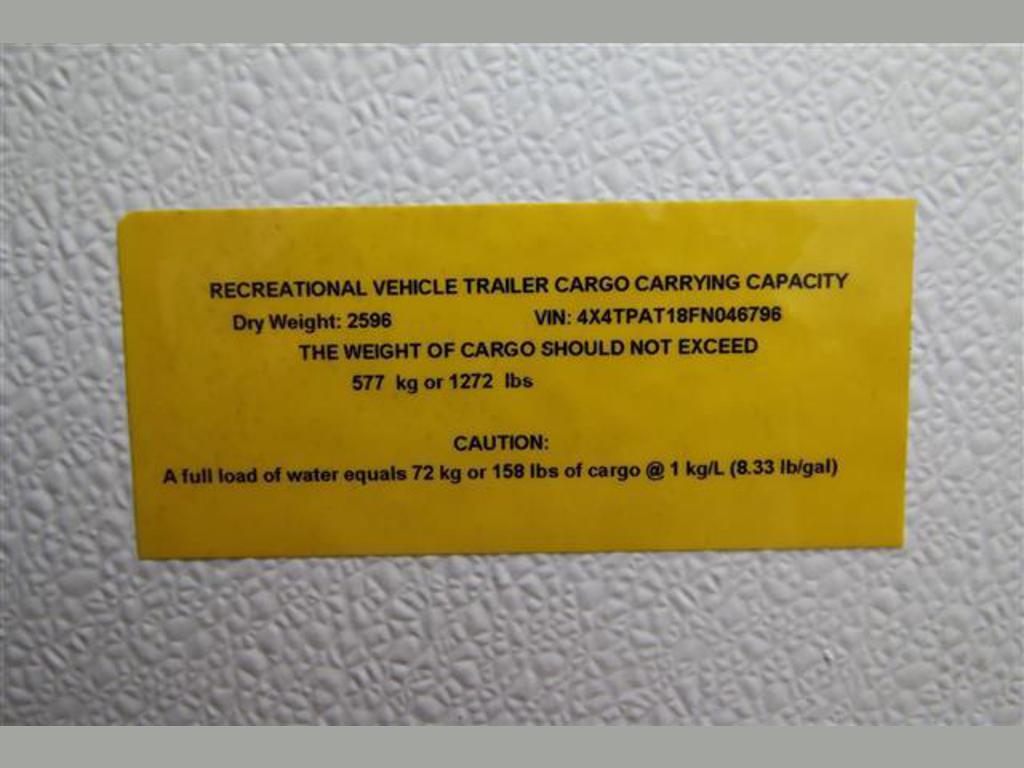 RECREATIONAL VEHICLE TRAILER CARGO CARRYING CAPACITY
Dry Weight: 2596 VIN: 4X4TPAT18FN046796
THE WEIGHT OF CARGO SHOULD NOT EXCEED
577 kg or 1272 lbs
CAUTION:
A full load of water equals 72 kg or 158 lbs of cargo @ 1 kg/L (8.33 lb/gal)